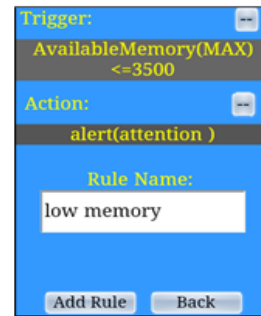 Trigger:
--
AvailableMemory(MAX)
<=3500
Action:
--
alert(attention )
Rule Name:
low memory
Add Rule Back